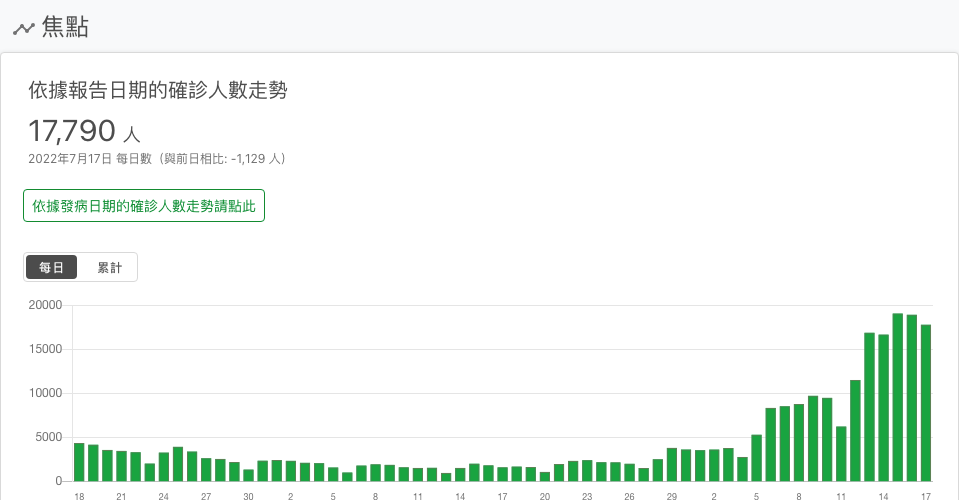 焦點
依據報告日期的確診人數走勢
17,790 人
2022年7月17日 每日數（與前日相比: -1,129 人）
依據發病日期的確診人數走勢請點此
每日 累計
20000
15000
10000
5000
0
18 21 24 27 30 2 5 8 11 14 17 20 23 26 29 2 5 8 11 14 17